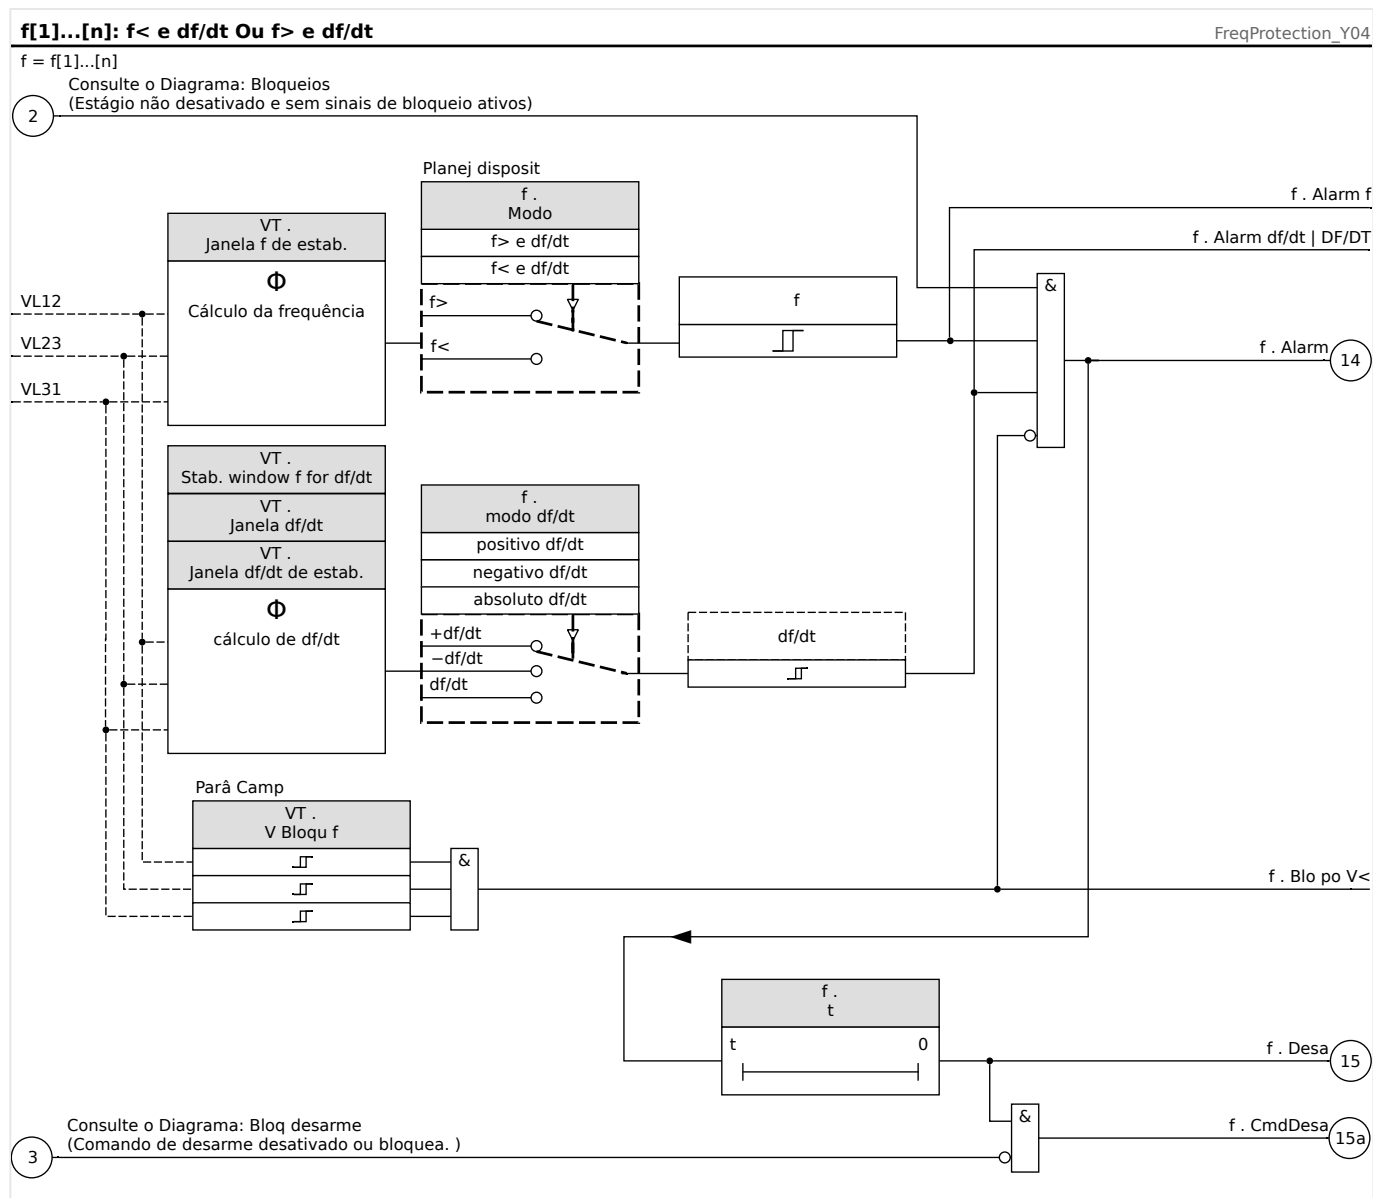 f[1]...[n]: f< e df/dt Ou f> e df/dt
FreqProtection_Y04
f = f[1]...[n]
Consulte o Diagrama: Bloqueios
(Estágio não desativado e sem sinais de bloqueio ativos)
2
Planej disposit
f .
Modo
f> e df/dt
f< e df/dt
f>
f<
VT .
Janela f de estab.
Φ
Cálculo da frequência
VL12
VL23
VL31
f
f . Alarm f
f . Alarm df/dt | DF/DT
&
f . Alarm
14
VT .
Stab. window f for df/dt
VT .
Janela df/dt
VT .
Janela df/dt de estab.
Φ
cálculo de df/dt
f .
modo df/dt
positivo df/dt
negativo df/dt
absoluto df/dt
+df/dt
−df/dt
df/dt
df/dt
Parâ Camp
VT .
V Bloqu f
&
f . Blo po V<
f .
t
t
0
f . Desa
15
&
f . CmdDesa
15a
Consulte o Diagrama: Bloq desarme
(Comando de desarme desativado ou bloquea. )
3